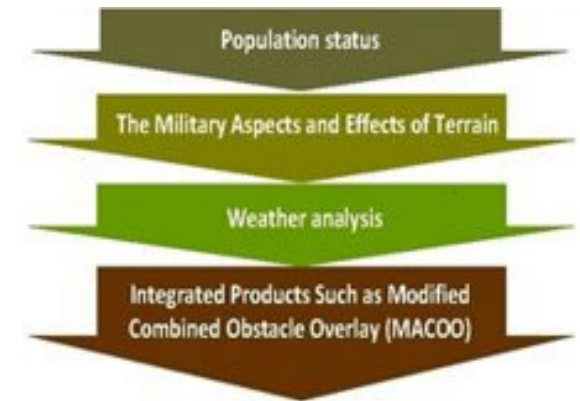 Population status
The Military Aspects and Effects of Terrain
Weather analysis
Integrated Products Such as Modified
Combined Obstacle Overlay (MACOO)